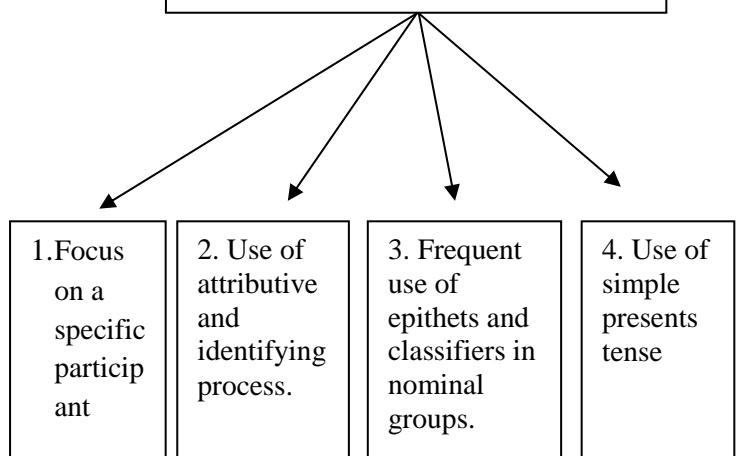 1.Focus
on a
specific
particip
ant
2. Use of
attributive
and
identifying
process.
3. Frequent
use of
epithets and
classifiers in
nominal
groups.
4. Use of
simple
presents
tense